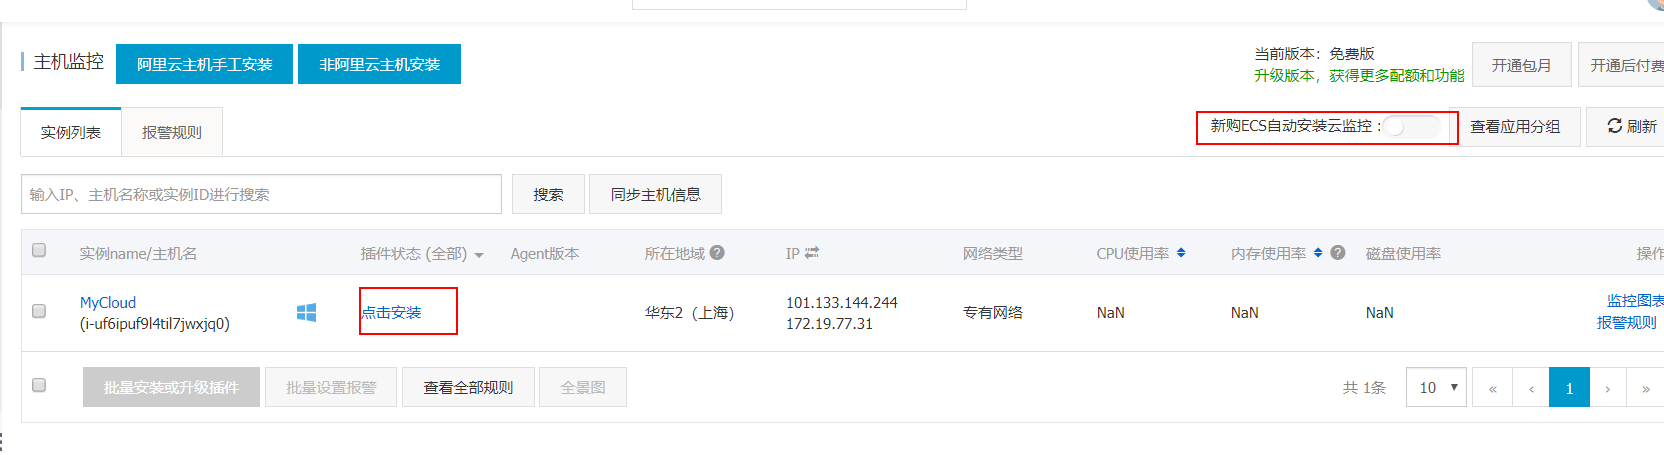 主机监控
阿里云主机手工安装
非阿里云主机安装
当前版本：免费版
升级版本，获得更多配额和功能
开通包月
开通后付费
实例列表
报警规则
新购ECS自动安装云监控 :
查看应用分组
刷新
输入IP、主机名称或实例ID进行搜索
搜索
同步主机信息
实例name/主机名
插件状态 (全部)
Agent版本
所在地域
IP
网络类型
CPU使用率
内存使用率
磁盘使用率
操作
MyCloud
(i-uf6ipuf9l4til7jwxjq0)
点击安装
华东2（上海）
101.133.144.244
172.19.77.31
专有网络
NaN
NaN
NaN
监控图表
报警规则
批量安装或升级插件
批量设置报警
查看全部规则
全景图
共 1条
10
«
‹
1
›
»